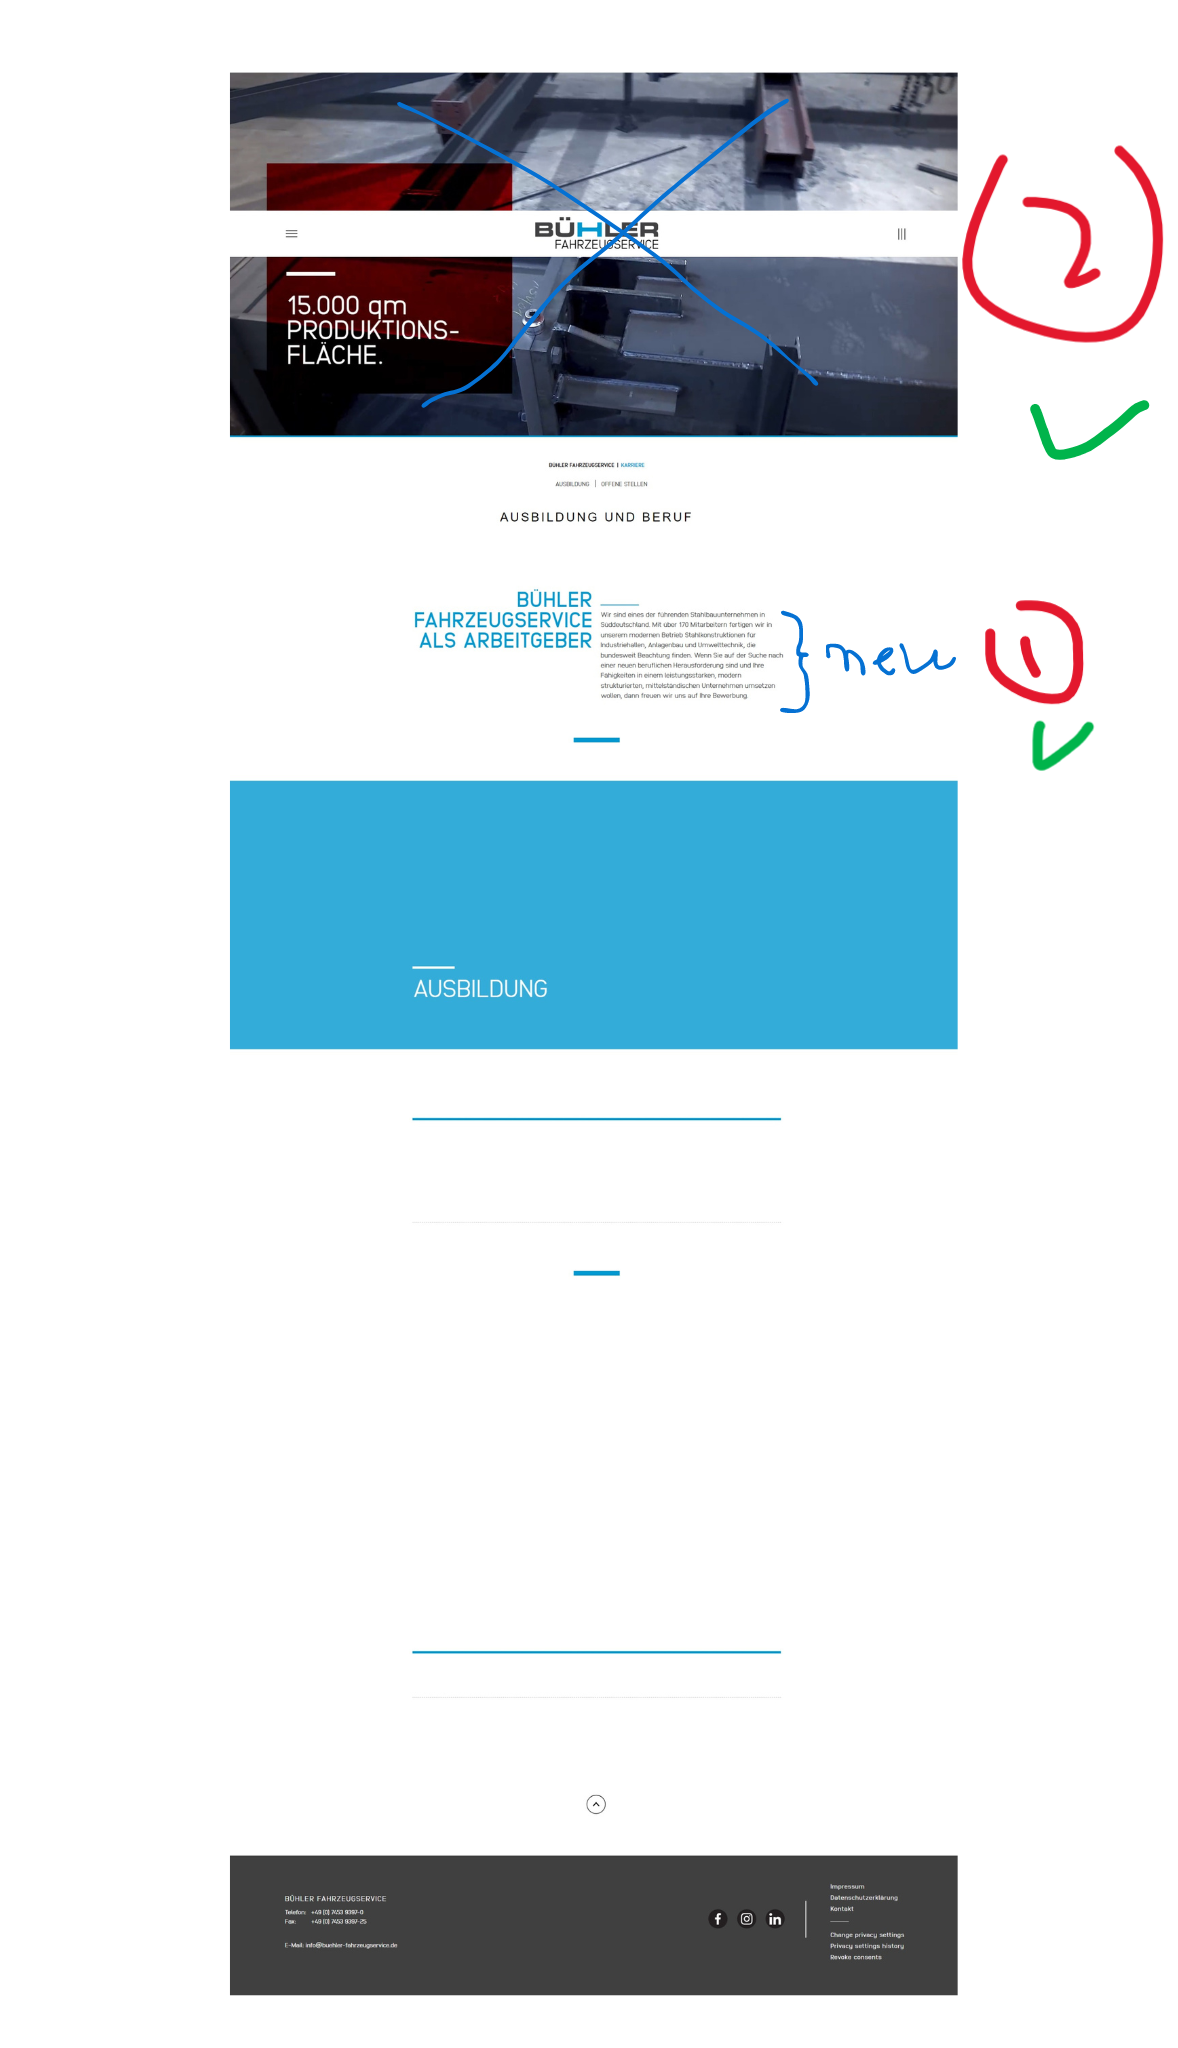 BÜHLER
FAHRZEUGSERVICE
15.000 qm
PRODUKTIONS-
FLÄCHE.
2
BÜHLER FAHRZEUGSERVICE | KARRIERE
AUSBILDUNG | OFFENE STELLEN
AUSBILDUNG UND BERUF
BÜHLER
FAHRZEUGSERVICE
ALS ARBEITGEBER
Wir sind eines der führenden Stahlbauunternehmen in
Süddeutschland. Mit über 170 Mitarbeitern fertigen wir in
unserem modernen Betrieb Stahlkonstruktionen für
Industriehallen, Anlagenbau und Umwelttechnik, die
bundesweit Beachtung finden. Wenn Sie auf der Suche nach
einer neuen beruflichen Herausforderung sind und Ihre
Fähigkeiten in einem leistungsstarken, modern
strukturierten, mittelständischen Unternehmen umsetzen
wollen, dann freuen wir uns auf Ihre Bewerbung.
neu
1
AUSBILDUNG
BÜHLER FAHRZEUGSERVICE
Telefon: +49 (0) 7453 9397-0
Fax: +49 (0) 7453 9397-25
E-Mail: info@buehler-fahrzeugservice.de
Impressum
Datenschutzerklärung
Kontakt
Change privacy settings
Privacy settings history
Revoke consents